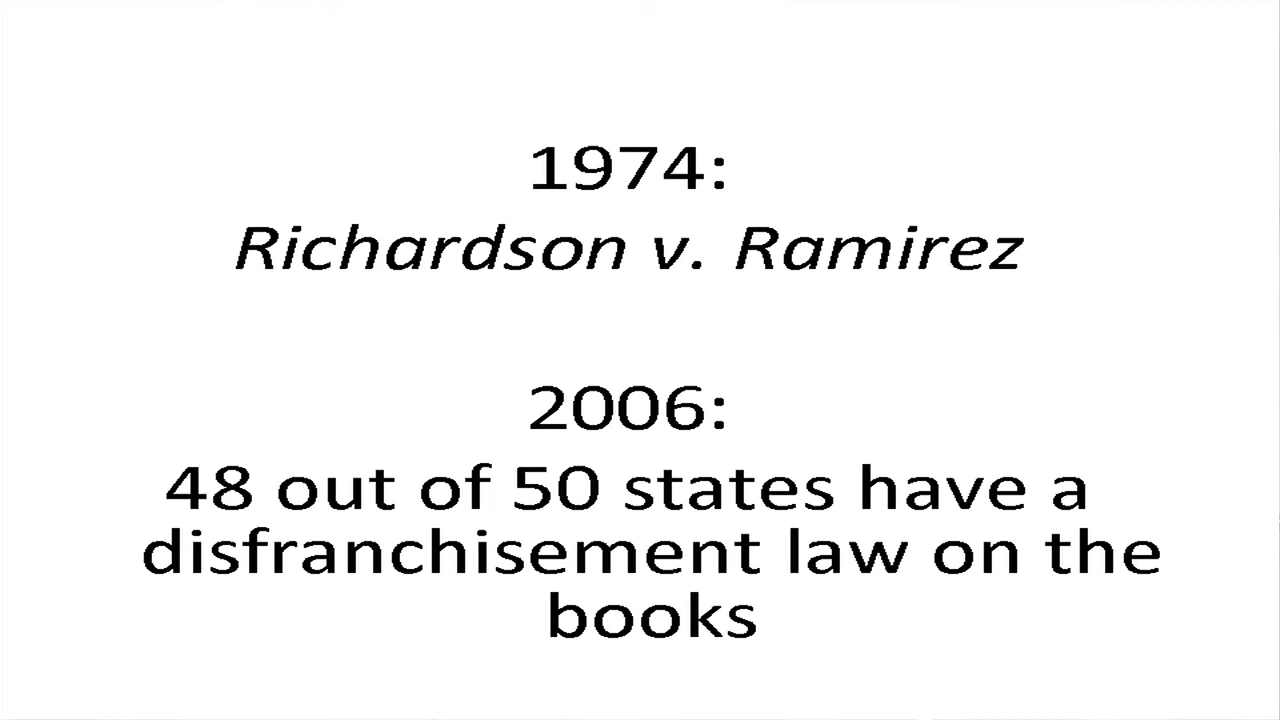 1974:
Richardson v. Ramirez
2006:
48 out of 50 states have a
disfranchisement law on the
books